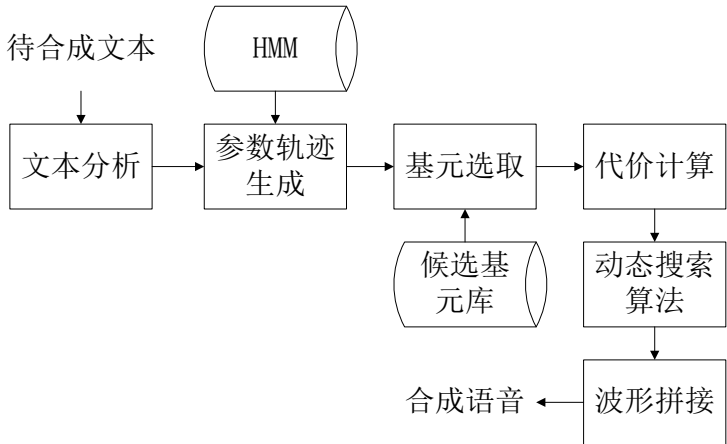 待合成文本
HMM
文本分析
参数轨迹
生成
基元选取
代价计算
候选基
元库
动态搜索
算法
合成语音
波形拼接